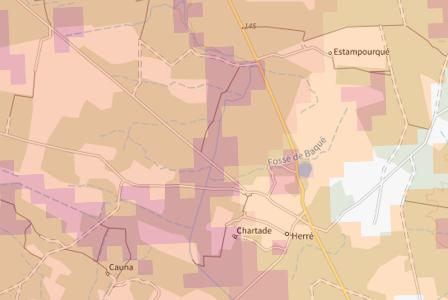 145
Estampourqué
Fossé de Baqué
Chartade
Herré
Cauna